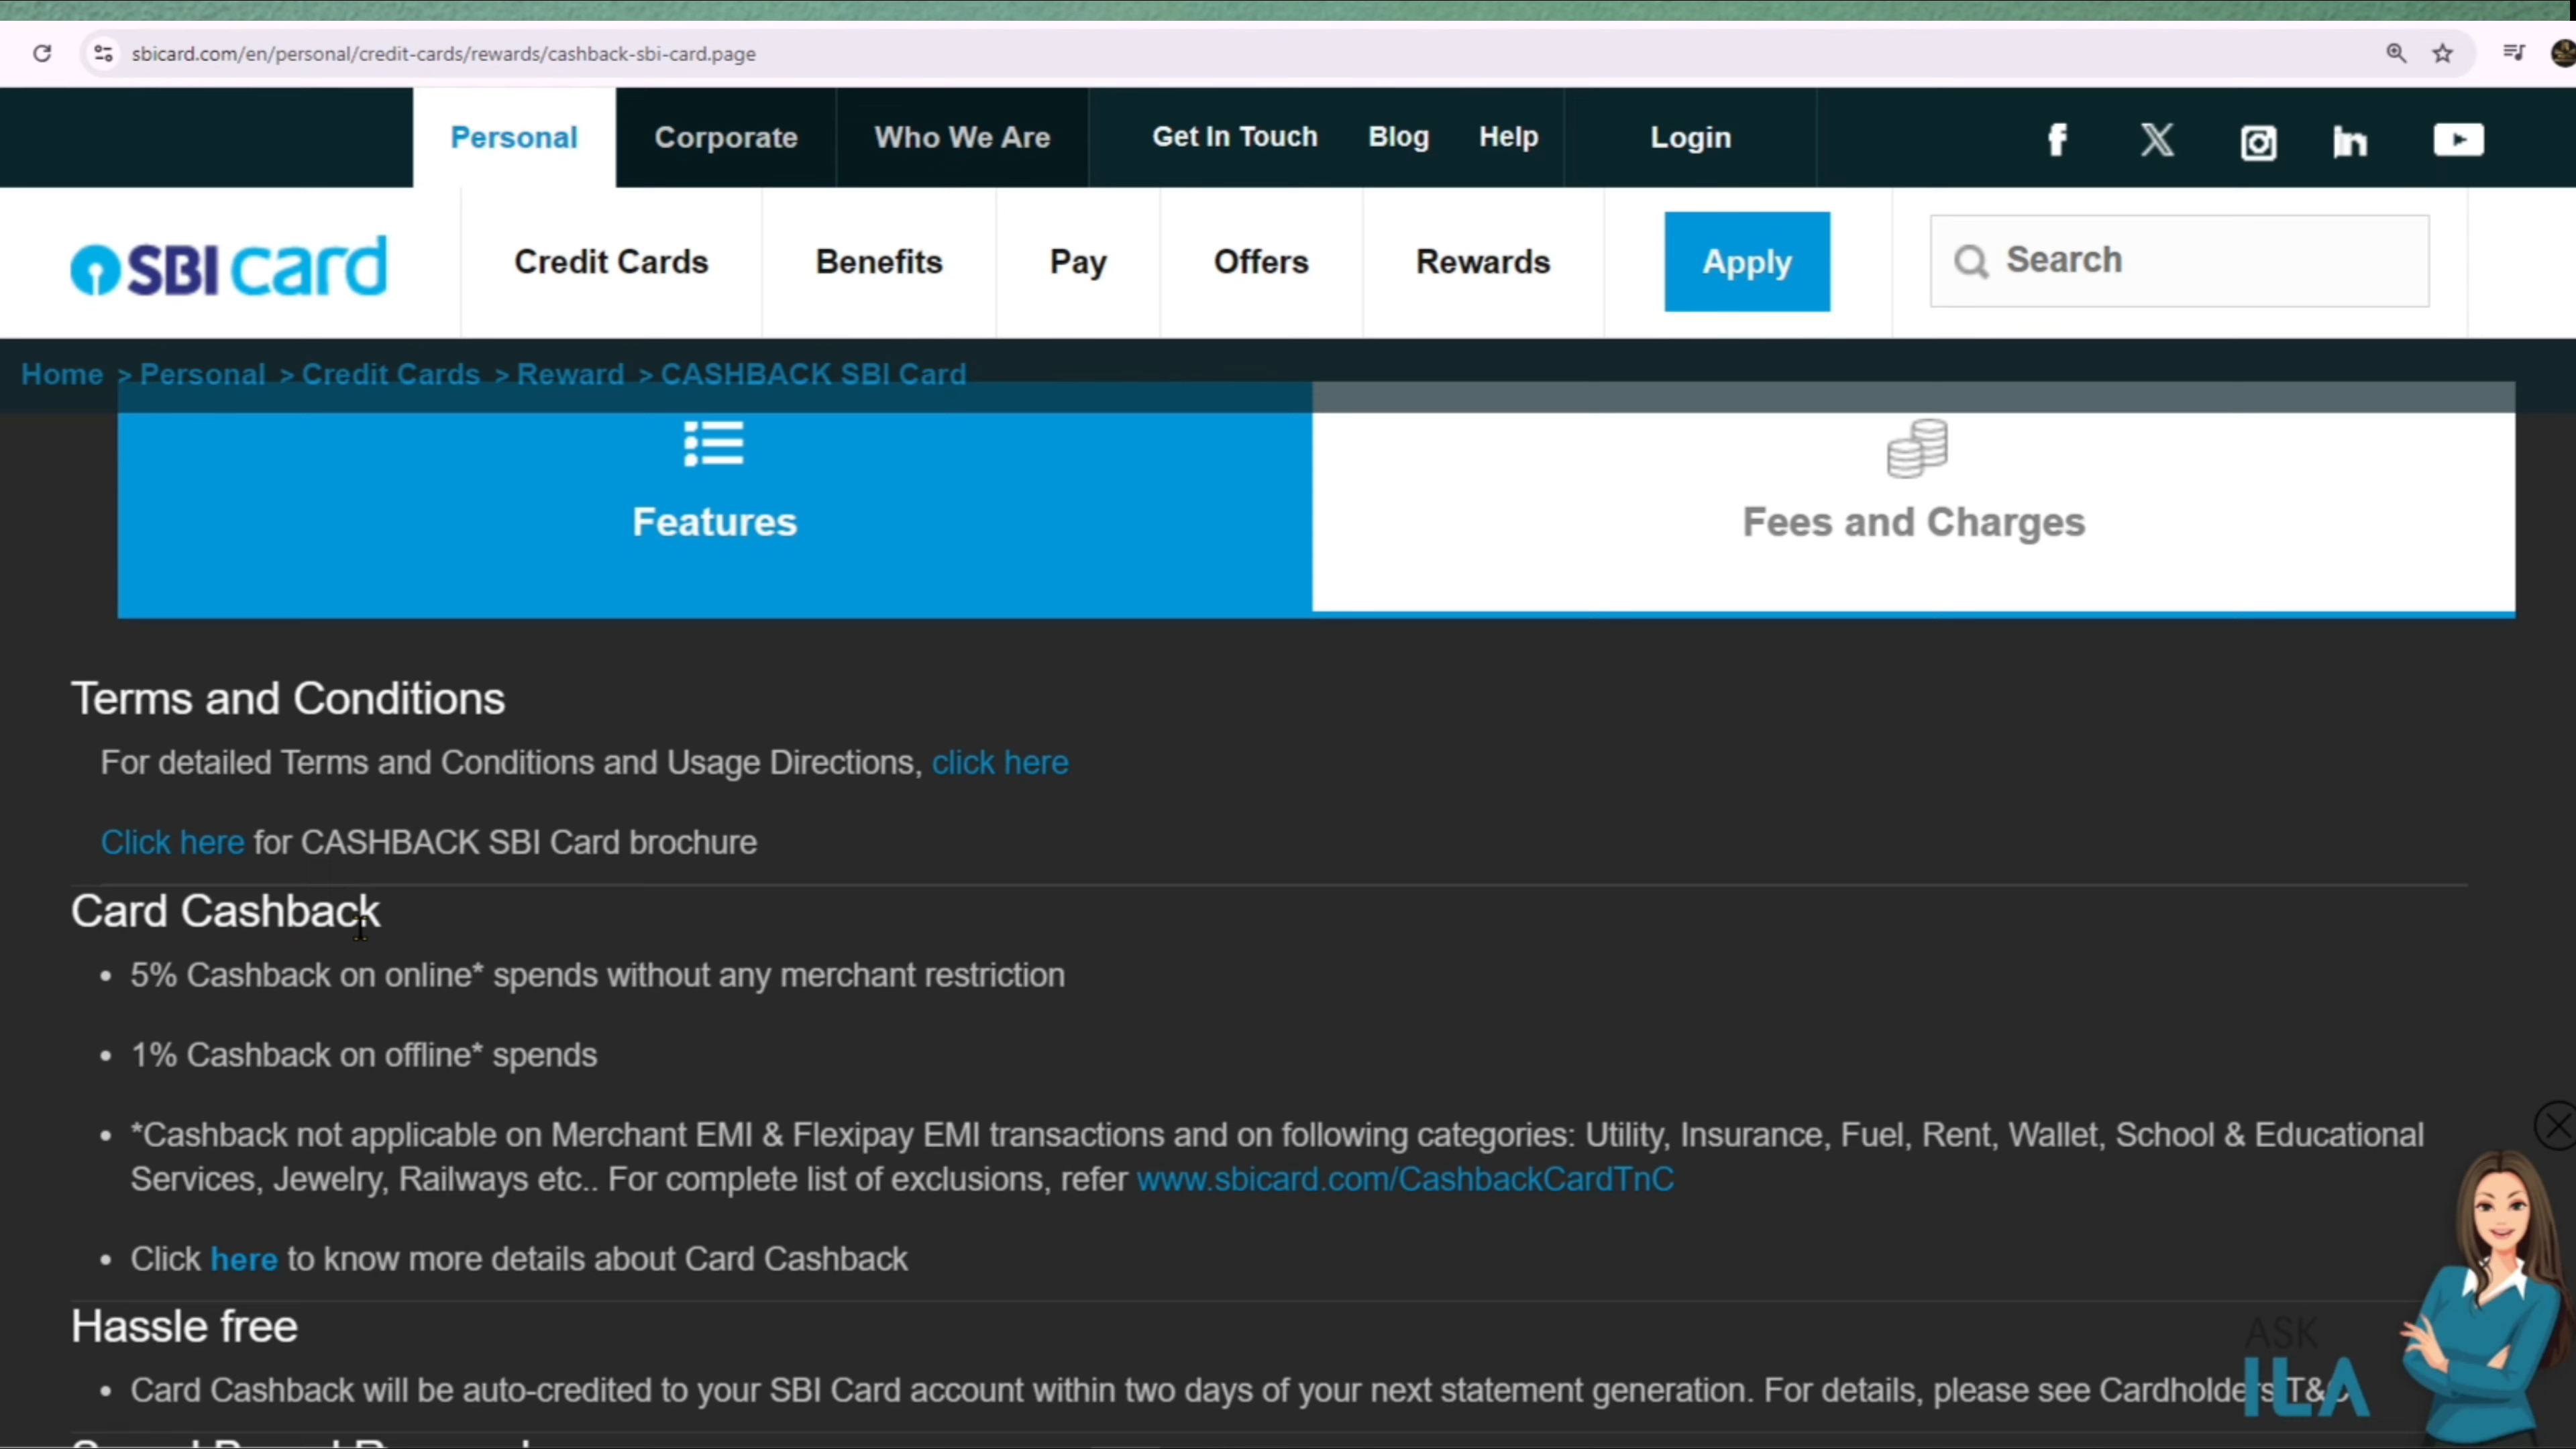 sbicard.com/en/personal/credit-cards/rewards/cashback-sbi-card.page
Personal Corporate Who We Are Get In Touch Blog Help Login
SBI card Credit Cards Benefits Pay Offers Rewards Apply Search
Home > Personal > Credit Cards > Reward > CASHBACK SBI Card
Features Fees and Charges
Terms and Conditions
For detailed Terms and Conditions and Usage Directions, click here
Click here for CASHBACK SBI Card brochure
Card Cashback
• 5% Cashback on online* spends without any merchant restriction
• 1% Cashback on offline* spends
• *Cashback not applicable on Merchant EMI & Flexipay EMI transactions and on following categories: Utility, Insurance, Fuel, Rent, Wallet, School & Educational
Services, Jewelry, Railways etc.. For complete list of exclusions, refer www.sbicard.com/CashbackCardTnC
• Click here to know more details about Card Cashback
Hassle free
• Card Cashback will be auto-credited to your SBI Card account within two days of your next statement generation. For details, please see Cardholders
ASK
ILA